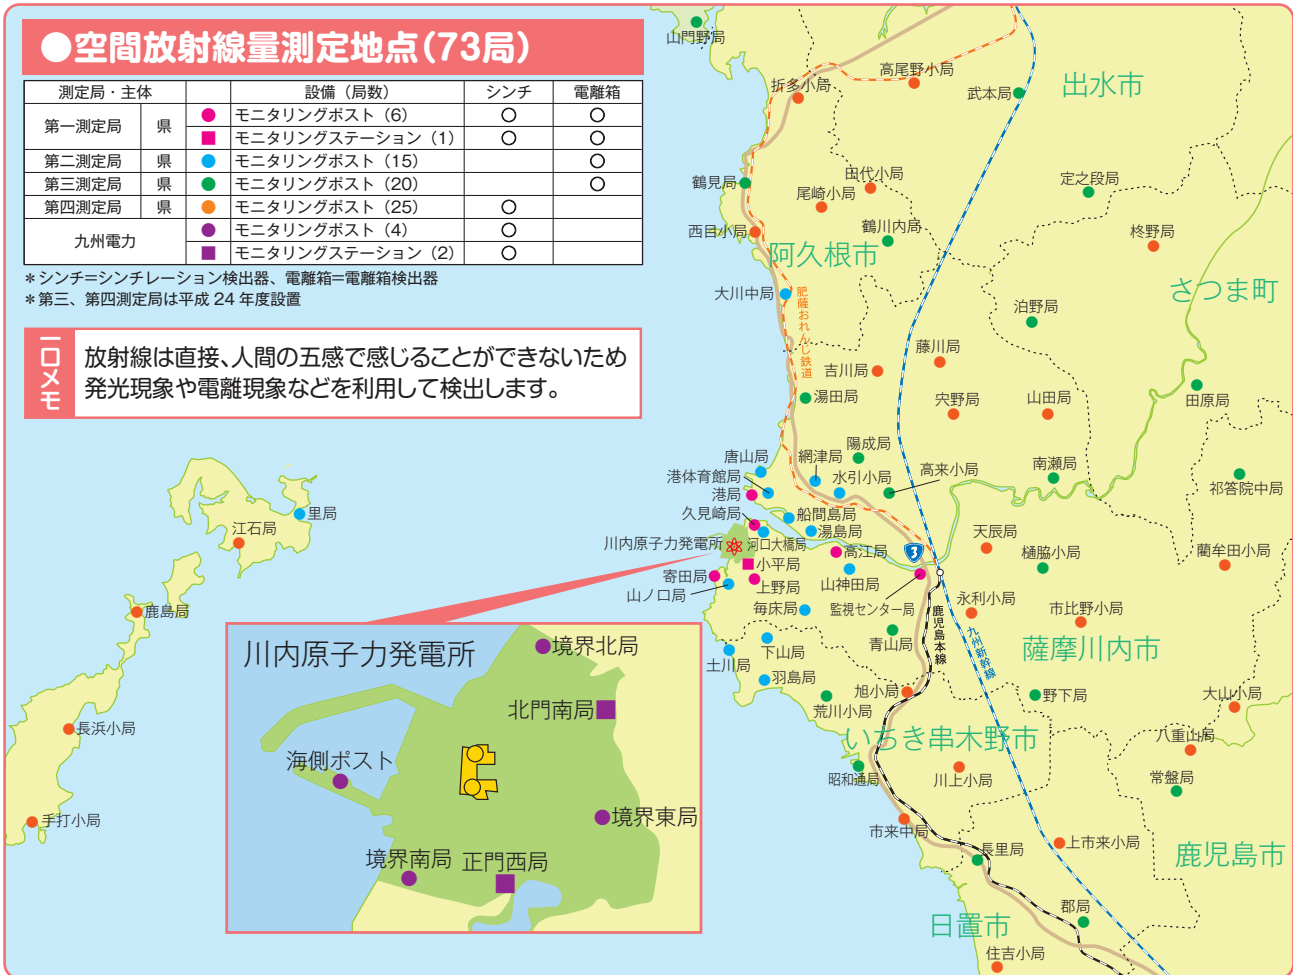 ●空間放射線量測定地点(73局)
測定局・主体 設備（局数） シンチ 電離箱
第一測定局 県 モニタリングポスト（6） ○ ○
モニタリングステーション（1） ○ ○
第二測定局 県 モニタリングポスト（15） ○
第三測定局 県 モニタリングポスト（20） ○
第四測定局 県 モニタリングポスト（25） ○
九州電力 モニタリングポスト（4） ○
モニタリングステーション（2） ○
＊シンチ=シンチレーション検出器、電離箱=電離箱検出器
＊第三、第四測定局は平成 24 年度設置
一口メモ
放射線は直接、人間の五感で感じることができないため
発光現象や電離現象などを利用して検出します。
山門野局
高尾野小局
折多小局
武本局
出水市
鶴見局
田代小局
尾崎小局
定之段局
西目小局
鶴川内局
柊野局
阿久根市
さつま町
大川中局
肥薩おれんじ鉄道
泊野局
藤川局
吉川局
湯田局
宍野局
山田局
田原局
陽成局
唐山局
網津局
高来小局
南瀬局
港体育館局
水引小局
祁答院中局
港局
久見崎局
船間島局
里局
江石局
湯島局
天辰局
川内原子力発電所
河口大橋局
高江局
3
樋脇小局
藺牟田小局
小平局
寄田局
上野局
山神田局
山ノ口局
監視センター局
永利小局
市比野小局
鹿島局
毎床局
鹿児島本線
九州新幹線
青山局
薩摩川内市
下山局
土川局
羽島局
旭小局
野下局
大山小局
荒川小局
長浜小局
いちき串木野市
八重山局
昭和通局
川上小局
常盤局
手打小局
市来中局
上市来小局
長里局
鹿児島市
郡局
日置市
住吉小局
川内原子力発電所
境界北局
北門南局
海側ポスト
境界東局
境界南局
正門西局